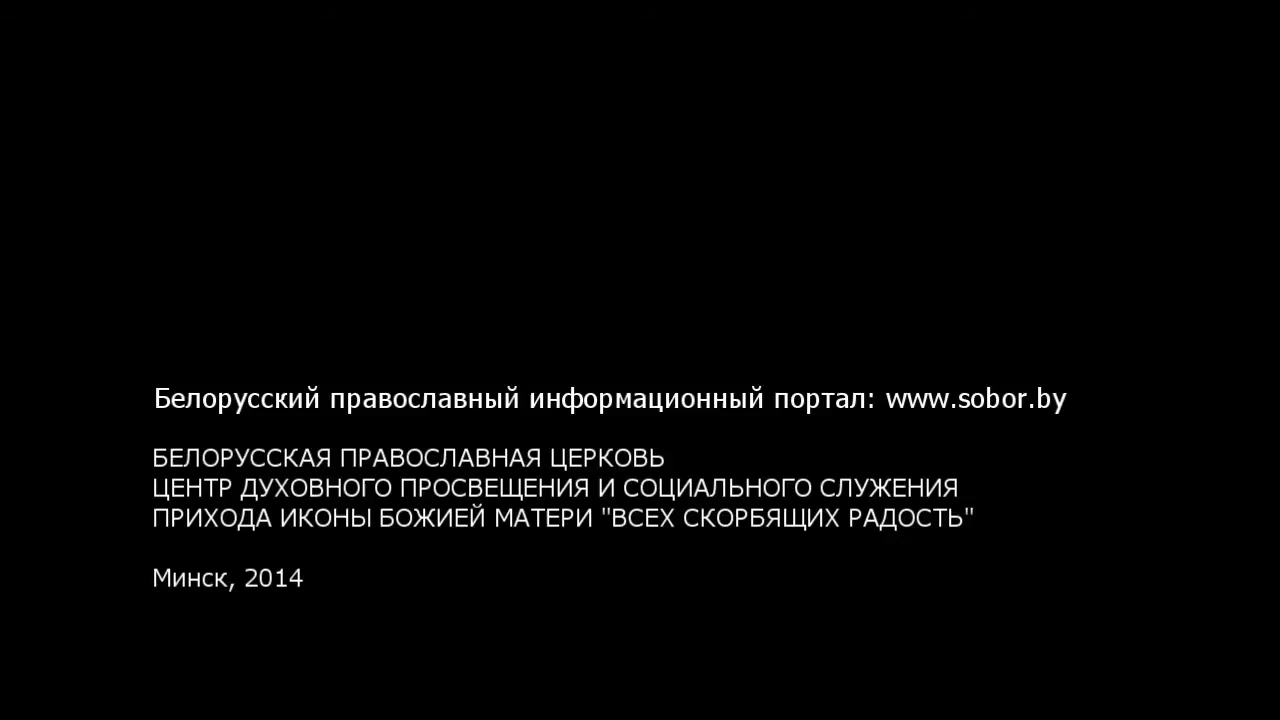 Белорусский православный информационный портал: www.sobor.by
БЕЛОРУССКАЯ ПРАВОСЛАВНАЯ ЦЕРКОВЬ
ЦЕНТР ДУХОВНОГО ПРОСВЕЩЕНИЯ И СОЦИАЛЬНОГО СЛУЖЕНИЯ
ПРИХОДА ИКОНЫ БОЖИЕЙ МАТЕРИ "ВСЕХ СКОРБЯЩИХ РАДОСТЬ"
Минск, 2014